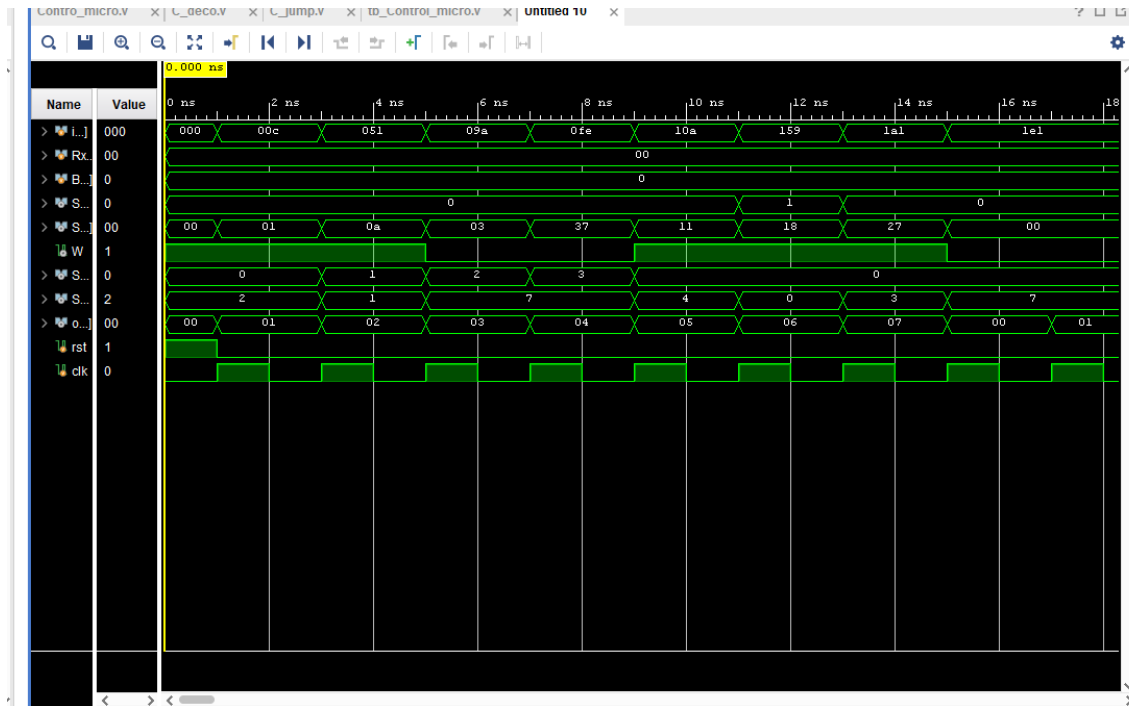 Contro_micro.v × C_deco.v × C_jump.v × tb_Control_micro.v × Untitled 10 ×
0.000 ns
Name Value 0 ns 2 ns 4 ns 6 ns 8 ns 10 ns 12 ns 14 ns 16 ns 18
i...] 000 000 00c 051 09a 0fe 10a 159 1a1 1e1
Rx.. 00 00
B...] 0 0
S... 0 0 1 0
S...] 00 00 01 0a 03 37 11 18 27 00
W 1
S... 0 0 1 2 3 0
S... 2 2 1 7 4 0 3 7
o...] 00 00 01 02 03 04 05 06 07 00 01
rst 1
clk 0